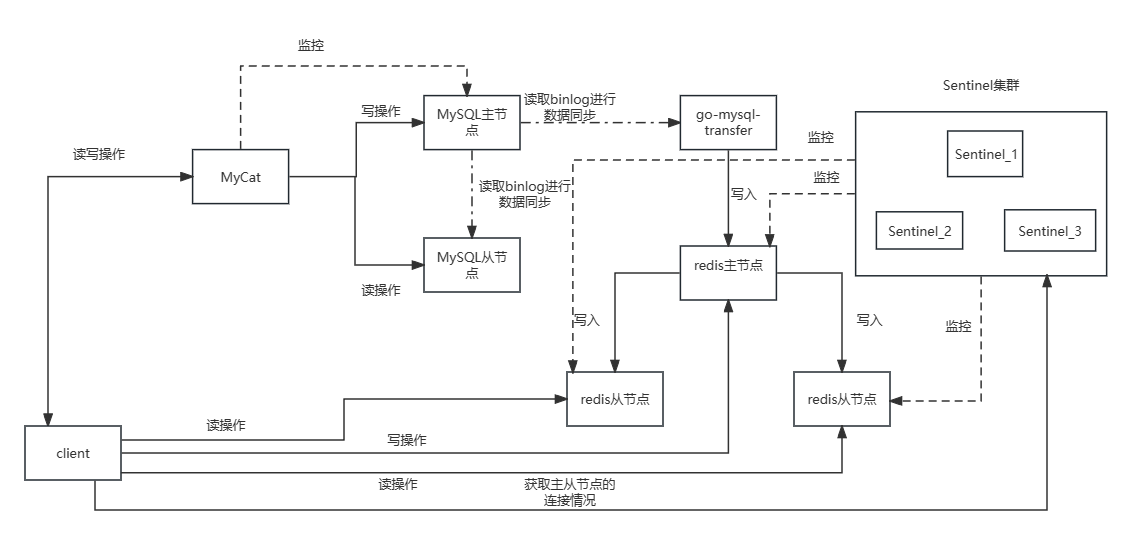 监控
Sentinel集群
写操作
MySQL主节
点
读取binlog进行
数据同步
go-mysql-
transfer
监控
Sentinel_1
读写操作
MyCat
监控
读取binlog进行
数据同步
写入
Sentinel_2
Sentinel_3
MySQL从节
点
redis主节点
读操作
写入
写入
监控
redis从节点
redis从节点
读操作
写操作
client
读操作
获取主从节点的
连接情况